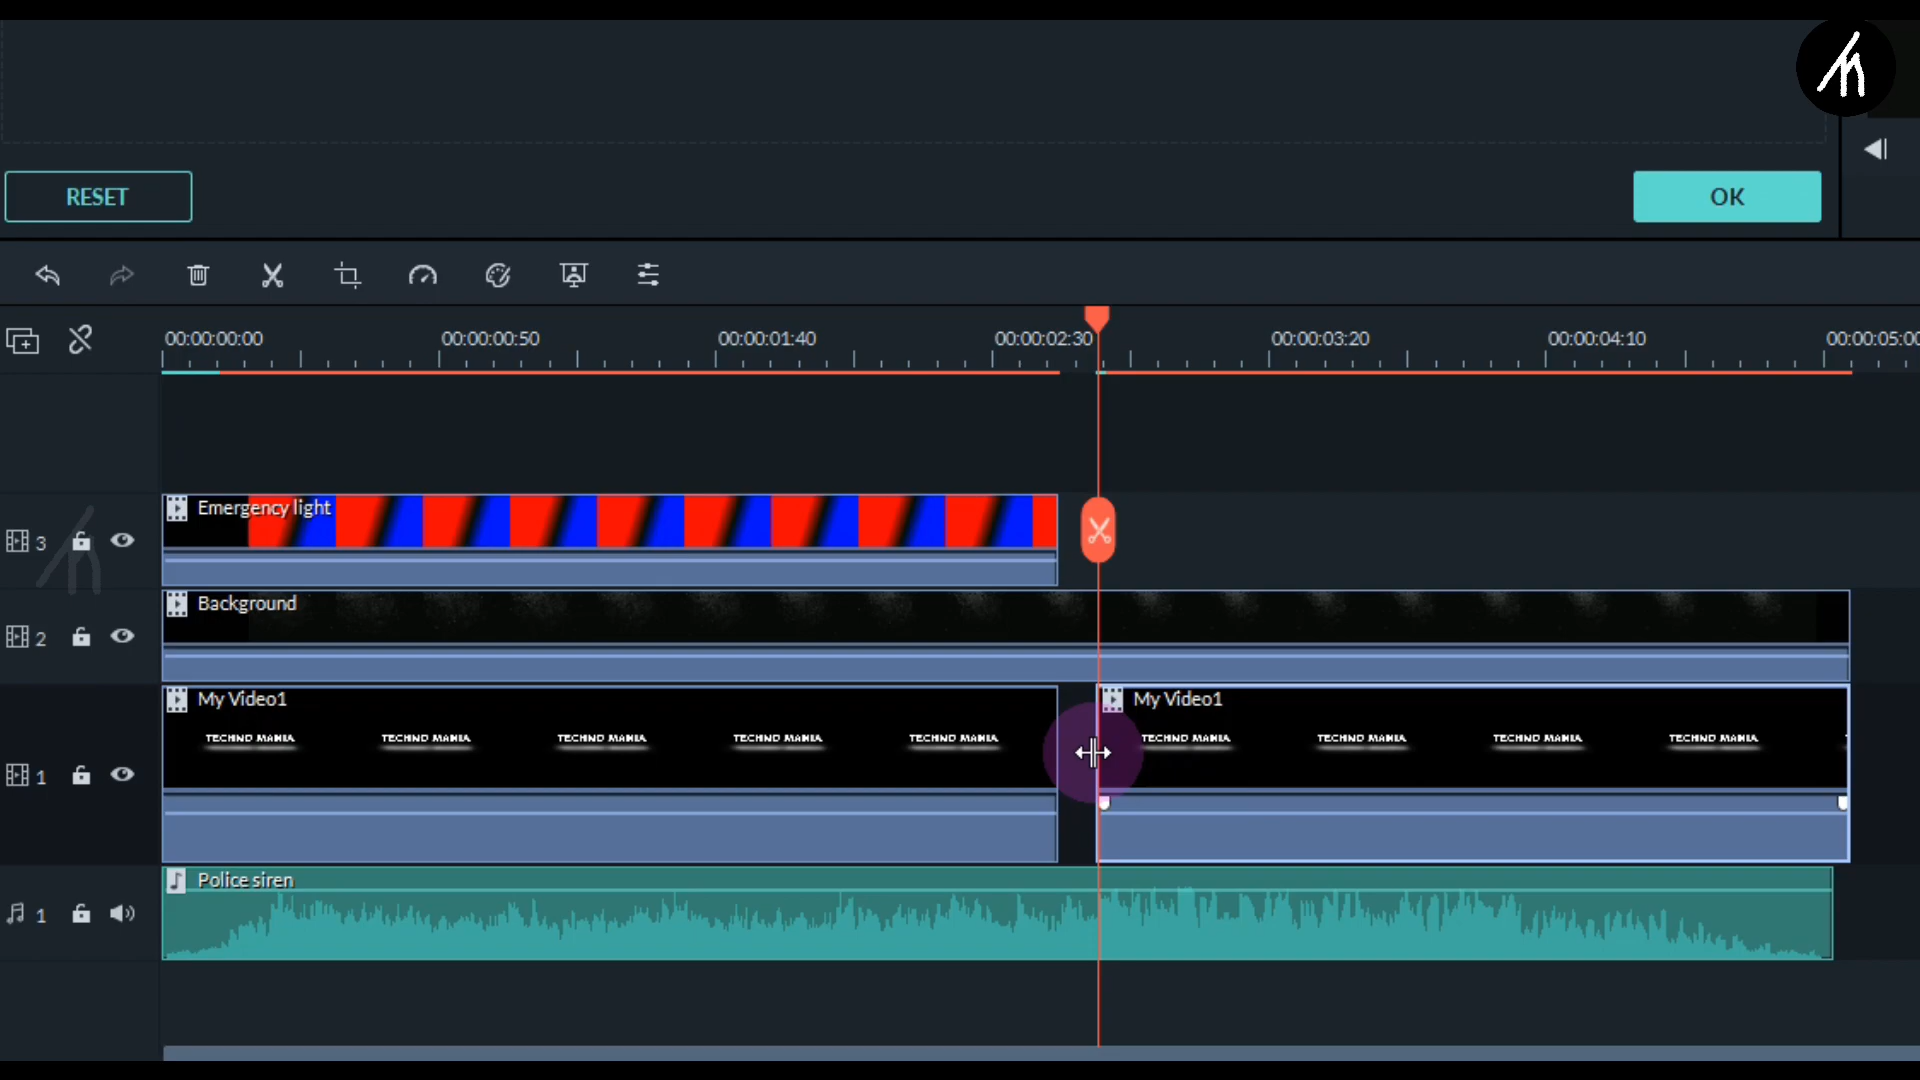 RESET
OK
00:00:00:00 00:00:00:50 00:00:01:40 00:00:02:30 00:00:03:20 00:00:04:10 00:00:05:00
Emergency light
3
Background
2
My Video1 My Video1
TECHNO MANIA TECHNO MANIA TECHNO MANIA TECHNO MANIA TECHNO MANIA TECHNO MANIA TECHNO MANIA TECHNO MANIA TECHNO MANIA
1
Police siren
1